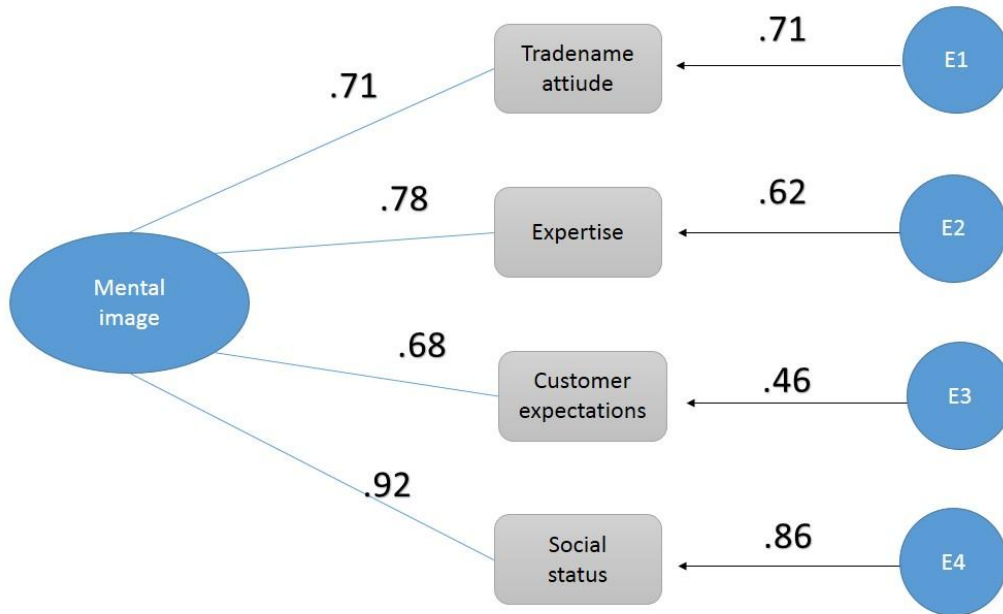 Tradename
attiude
.71
E1
.71
.78
Expertise
.62
E2
Mental
image
.68
Customer
expectations
.46
E3
.92
Social
status
.86
E4